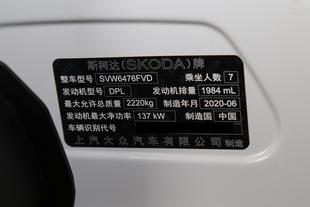 斯柯达(SKODA)牌
整车型号 SVW6476FVD 乘坐人数 7
发动机型号 DPL 发动机排量 1984 mL
最大允许总质量 2220kg 制造年月 2020-06
发动机最大净功率 137 kW 制造国 中国
车辆识别代号
上汽大众汽车有限公司 制造